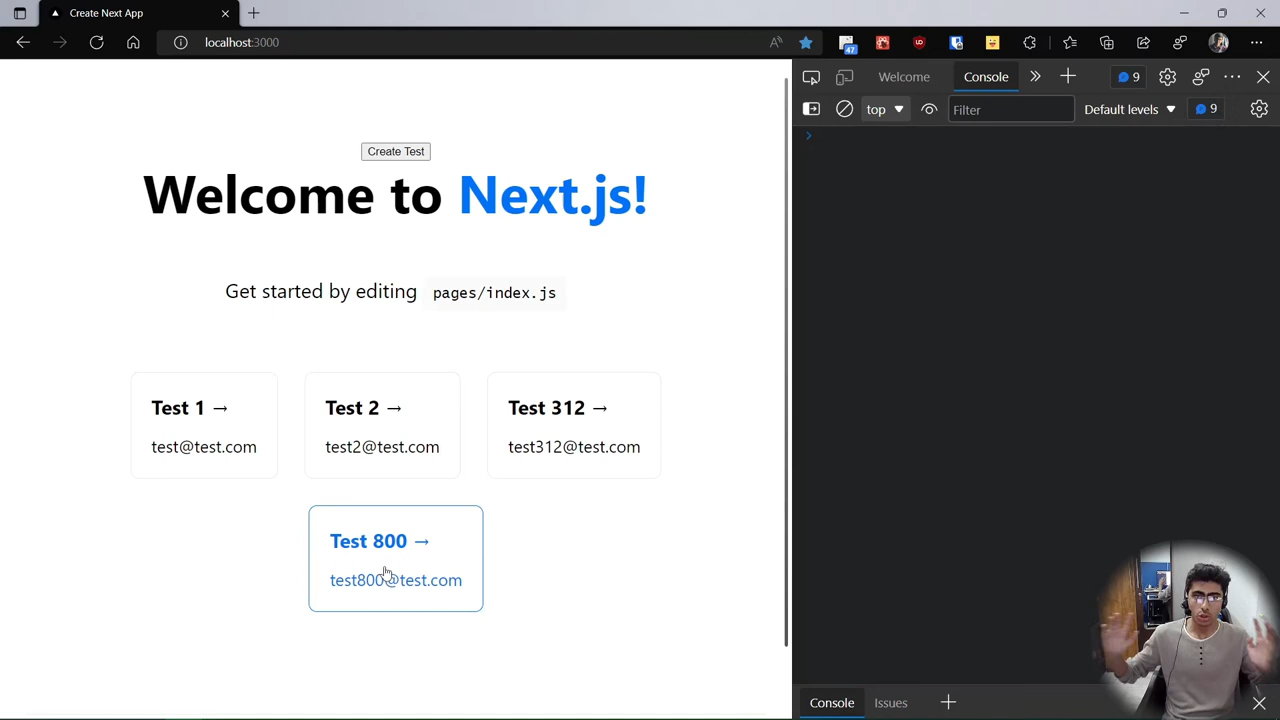 Create Next App
localhost:3000
47
Welcome
Console
9
top
Filter
Default levels
9
Create Test
Welcome to Next.js!
Get started by editing pages/index.js
Test 1 →
test@test.com
Test 2 →
test2@test.com
Test 312 →
test312@test.com
Test 800 →
test800@test.com
Console
Issues